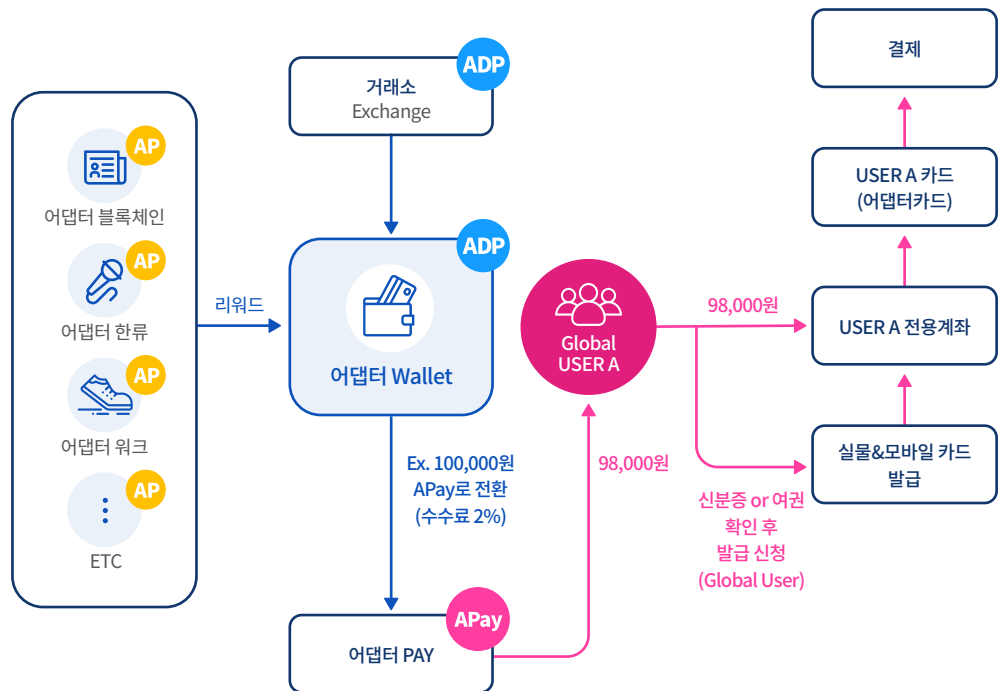 AP
어댑터 블록체인
AP
어댑터 한류
AP
어댑터 워크
AP
ETC
리워드
ADP
거래소
Exchange
ADP
어댑터 Wallet
Ex. 100,000원
APay로 전환
(수수료 2%)
APay
어댑터 PAY
98,000원
Global
USER A
98,000원
신분증 or 여권
확인 후
발급 신청
(Global User)
결제
USER A 카드
(어댑터카드)
USER A 전용계좌
실물&모바일 카드
발급